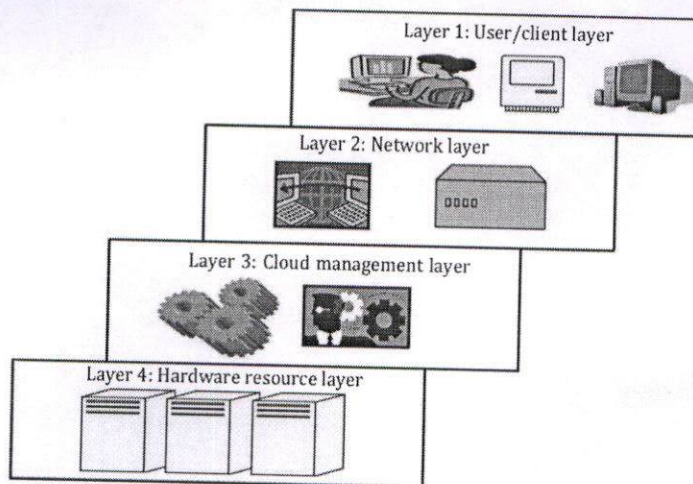 Layer 1: User/client layer
Layer 2: Network layer
Layer 3: Cloud management layer
Layer 4: Hardware resource layer